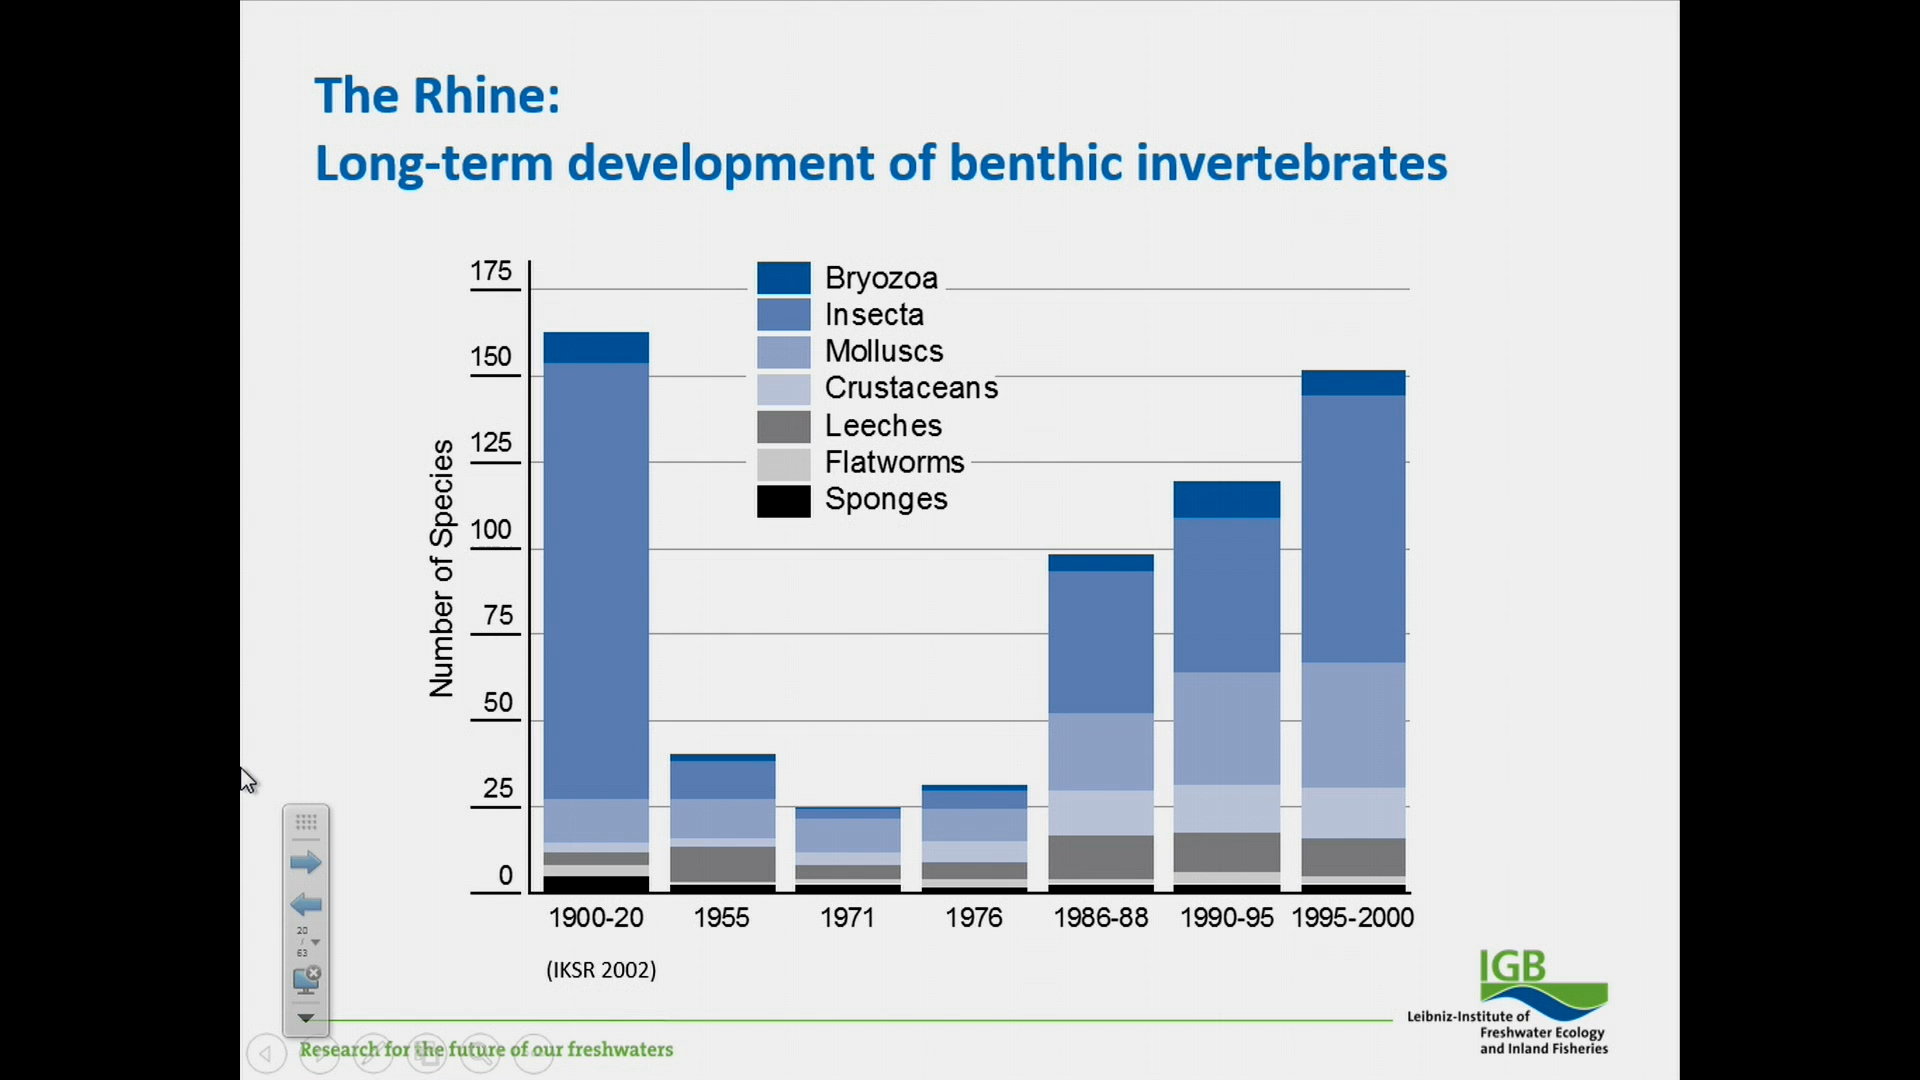 The Rhine:
Long-term development of benthic invertebrates
Number of Species
175
150
125
100
75
50
25
0
Bryozoa
Insecta
Molluscs
Crustaceans
Leeches
Flatworms
Sponges
1900-20 1955 1971 1976 1986-88 1990-95 1995-2000
(IKSR 2002)
20
/
63
IGB
Leibniz-Institute of
Freshwater Ecology
and Inland Fisheries
Research for the future of our freshwaters